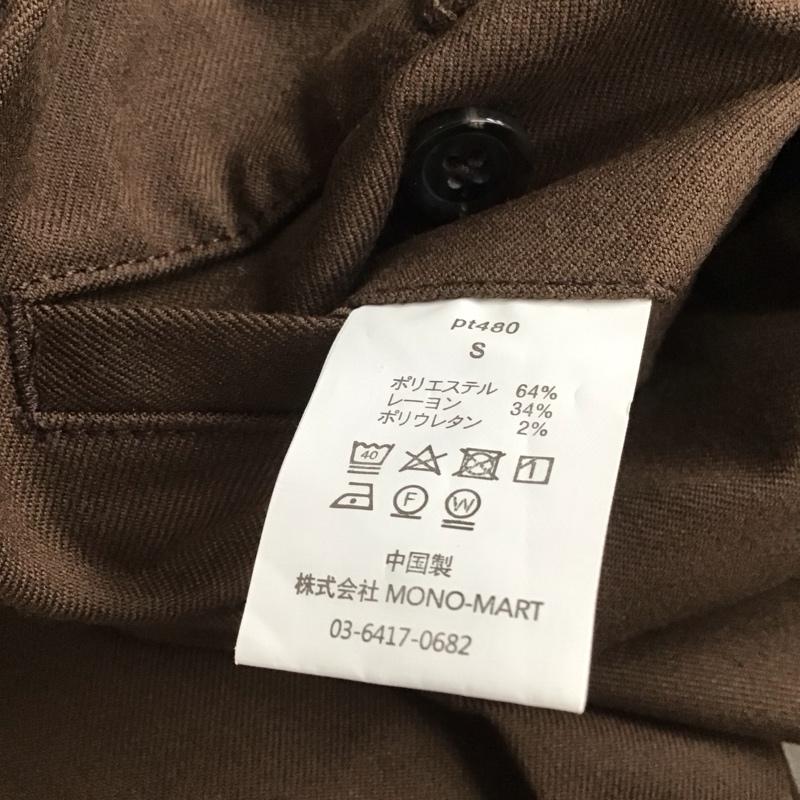 pt480
S
ポリエステル 64%
レーヨン 34%
ポリウレタン 2%
40
F W
中国製
株式会社 MONO-MART
03-6417-0682